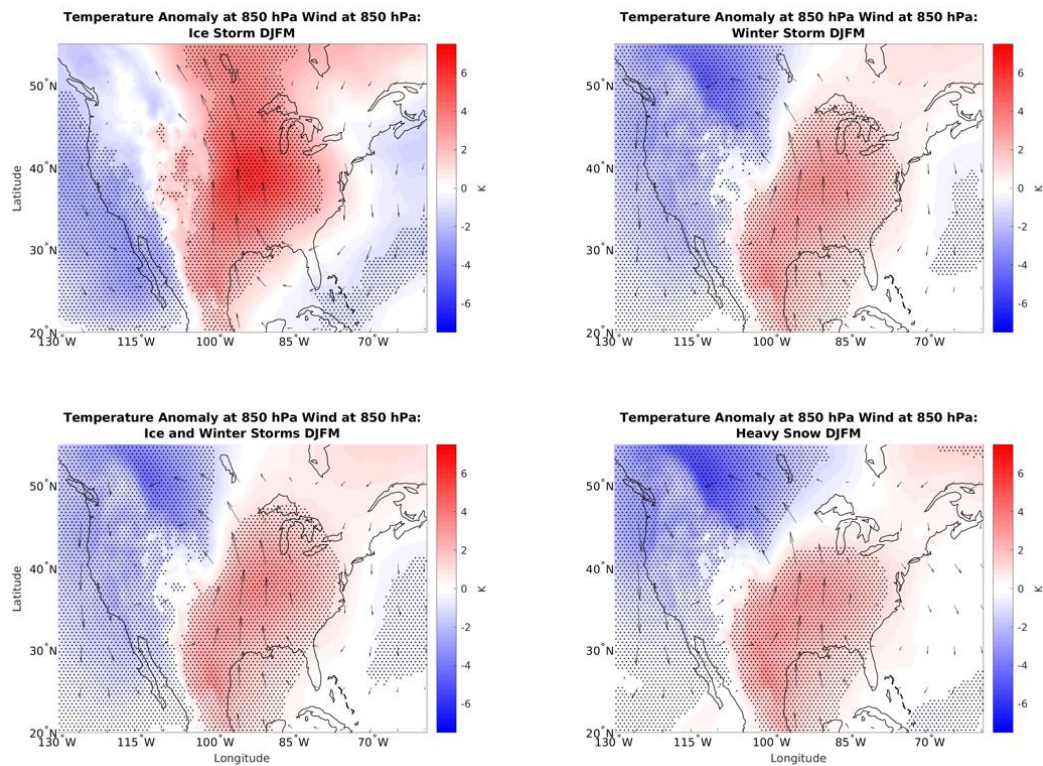 Temperature Anomaly at 850 hPa Wind at 850 hPa:
Ice Storm DJFM
50°N
40°N
30°N
20°N
130°W
115°W
100°W
85°W
70°W
Latitude
6
4
2
0
-2
-4
-6
K
Temperature Anomaly at 850 hPa Wind at 850 hPa:
Winter Storm DJFM
50°N
40°N
30°N
20°N
130°W
115°W
100°W
85°W
70°W
6
4
2
0
-2
-4
-6
K
Temperature Anomaly at 850 hPa Wind at 850 hPa:
Ice and Winter Storms DJFM
50°N
40°N
30°N
20°N
130°W
115°W
100°W
85°W
70°W
Latitude
Longitude
6
4
2
0
-2
-4
-6
K
Temperature Anomaly at 850 hPa Wind at 850 hPa:
Heavy Snow DJFM
50°N
40°N
30°N
20°N
130°W
115°W
100°W
85°W
70°W
Longitude
6
4
2
0
-2
-4
-6
K